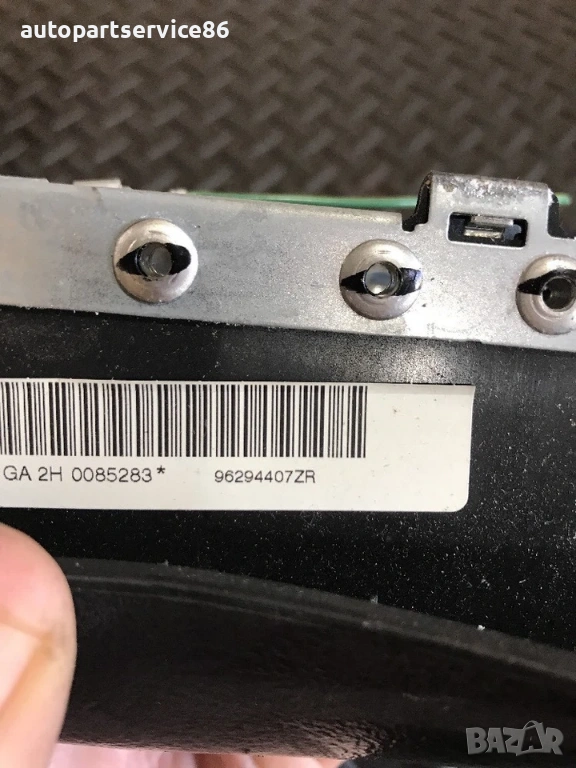 autopartservice86
GA 2H 0085283* 96294407ZR
BAZAR